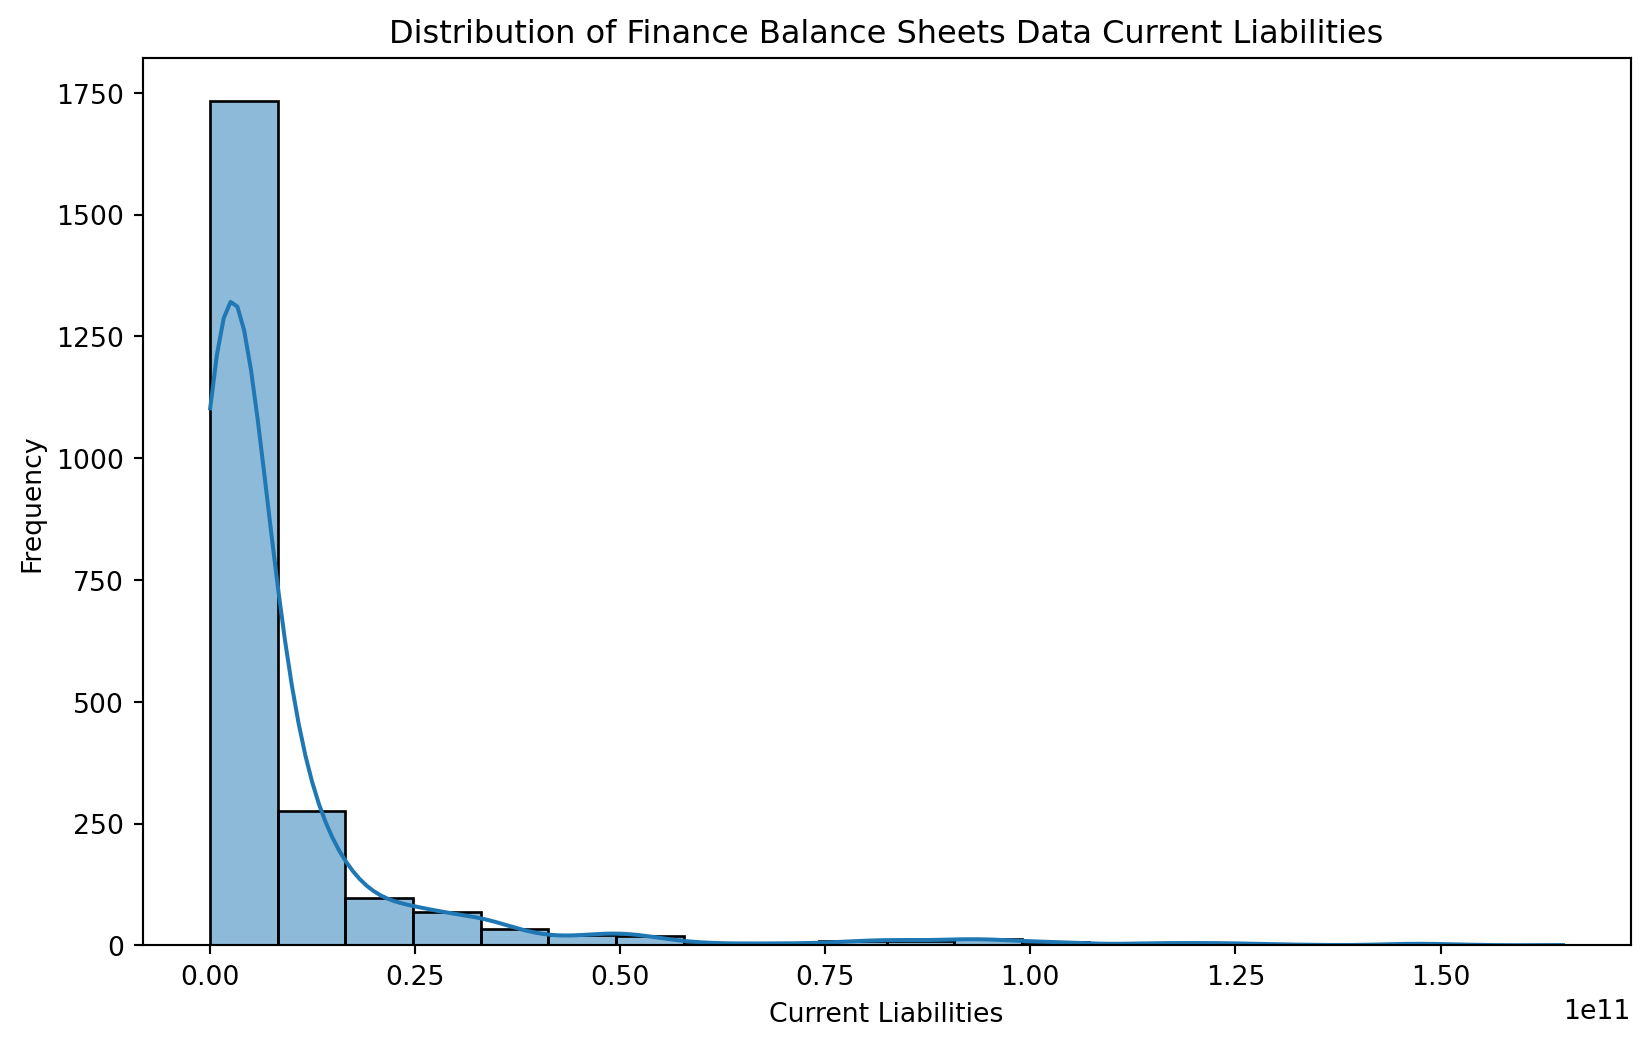 Distribution of Finance Balance Sheets Data Current Liabilities
1750
1500
1250
1000
750
500
250
0
Frequency
0.00 0.25 0.50 0.75 1.00 1.25 1.50
1e11
Current Liabilities